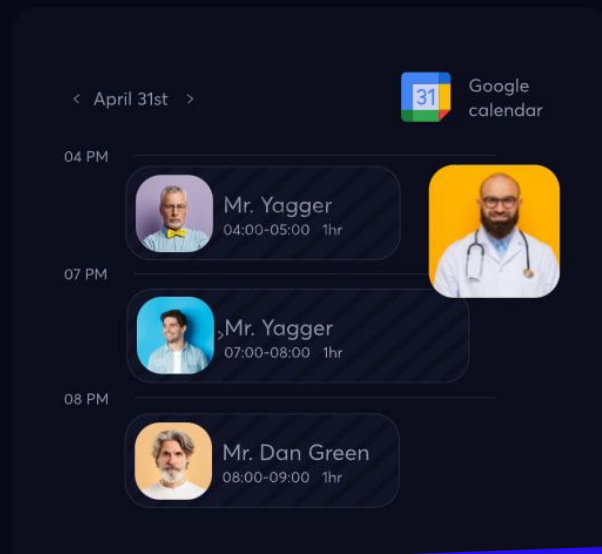 < April 31st >
31
Google
calendar
04 PM
Mr. Yagger
04:00-05:00 1hr
07 PM
>Mr. Yagger
07:00-08:00 1hr
08 PM
Mr. Dan Green
08:00-09:00 1hr